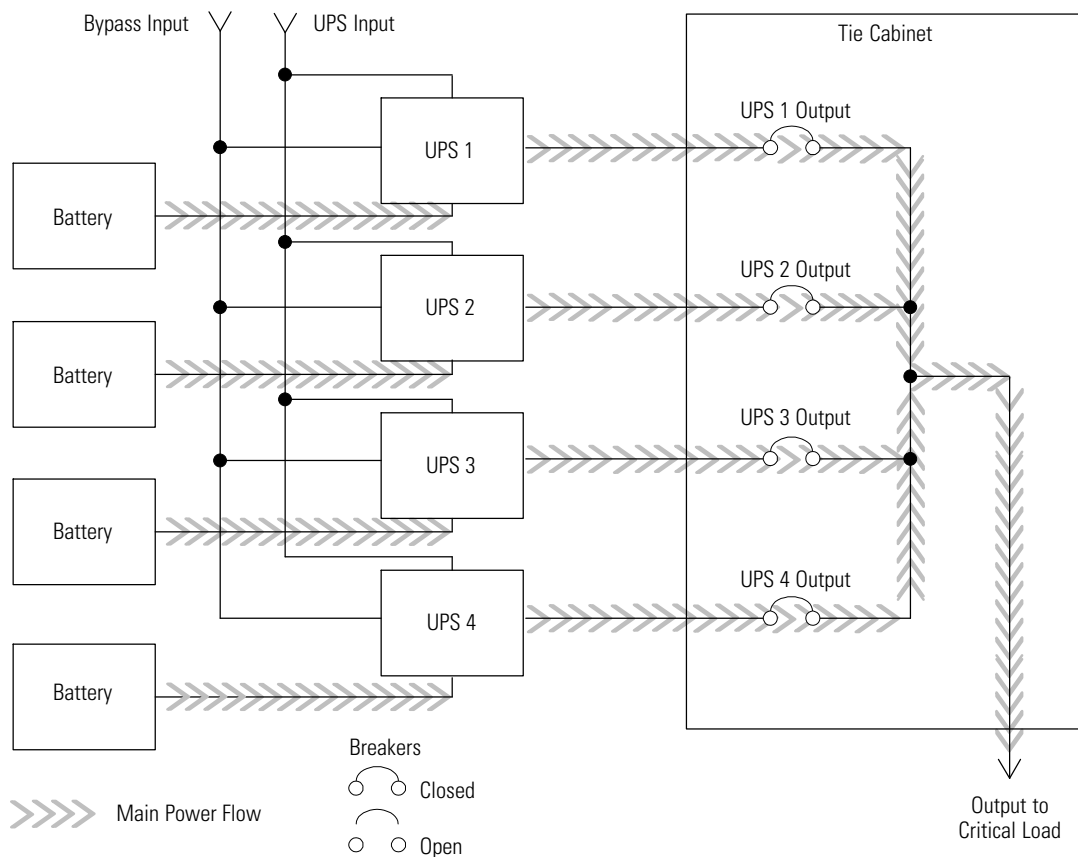 Bypass Input
UPS Input
Tie Cabinet
UPS 1
UPS 1 Output
Battery
UPS 2
UPS 2 Output
Battery
UPS 3
UPS 3 Output
Battery
UPS 4
UPS 4 Output
Battery
Breakers
Closed
Open
Main Power Flow
Output to
Critical Load